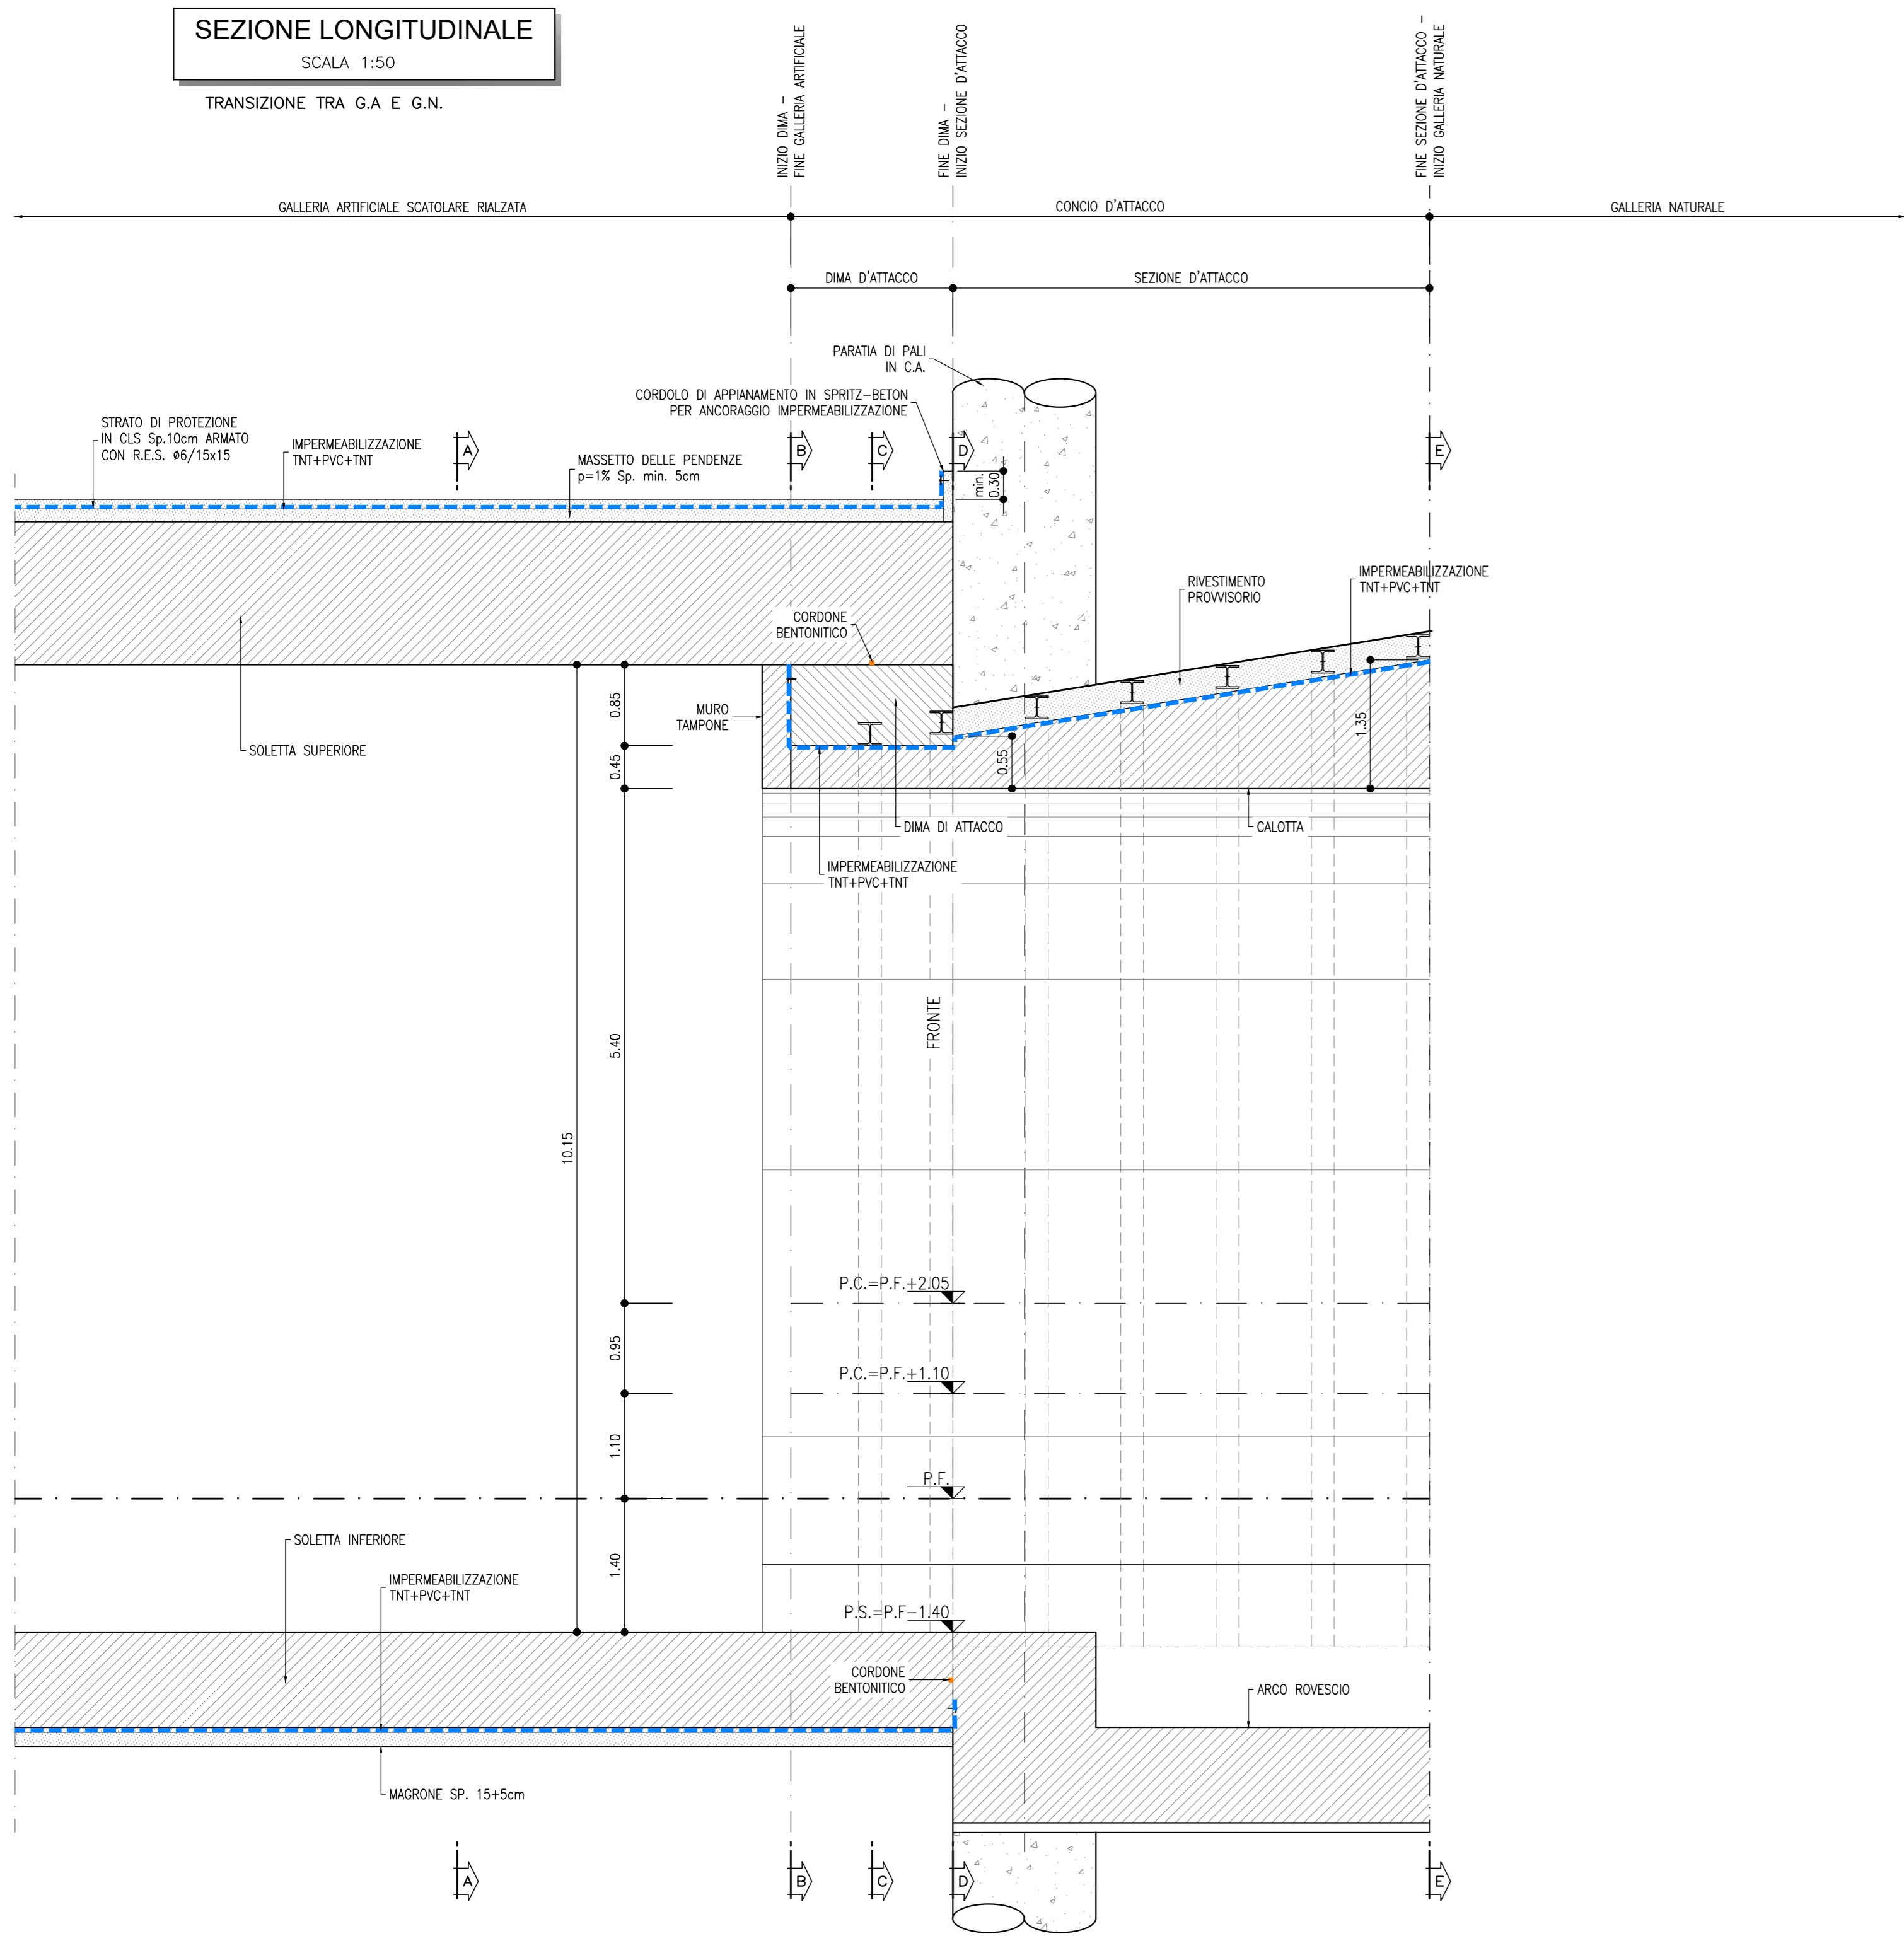 SEZIONE LONGITUDINALE
SCALA 1:50
TRANSIZIONE TRA G.A E G.N.
INIZIO DIMA –
FINE GALLERIA ARTIFICIALE
FINE DIMA –
INIZIO SEZIONE D'ATTACCO
FINE SEZIONE D'ATTACCO –
INIZIO GALLERIA NATURALE
GALLERIA ARTIFICIALE SCATOLARE RIALZATA
CONCIO D'ATTACCO
GALLERIA NATURALE
DIMA D'ATTACCO
SEZIONE D'ATTACCO
PARATIA DI PALI
IN C.A.
CORDOLO DI APPIANAMENTO IN SPRITZ–BETON
PER ANCORAGGIO IMPERMEABILIZZAZIONE
STRATO DI PROTEZIONE
IN CLS Sp.10cm ARMATO
CON R.E.S. ø6/15x15
IMPERMEABILIZZAZIONE
TNT+PVC+TNT
A
MASSETTO DELLE PENDENZE
p=1% Sp. min. 5cm
B
C
D
E
min.
0.30
IMPERMEABILIZZAZIONE
TNT+PVC+TNT
RIVESTIMENTO
PROVVISORIO
CORDONE
BENTONITICO
0.85
MURO
TAMPONE
1.35
SOLETTA SUPERIORE
0.45
0.55
DIMA DI ATTACCO
CALOTTA
IMPERMEABILIZZAZIONE
TNT+PVC+TNT
FRONTE
5.40
10.15
P.C.=P.F.+2.05
0.95
P.C.=P.F.+1.10
1.10
P.F.
SOLETTA INFERIORE
1.40
IMPERMEABILIZZAZIONE
TNT+PVC+TNT
P.S.=P.F–1.40
CORDONE
BENTONITICO
ARCO ROVESCIO
MAGRONE SP. 15+5cm
A
B
C
D
E